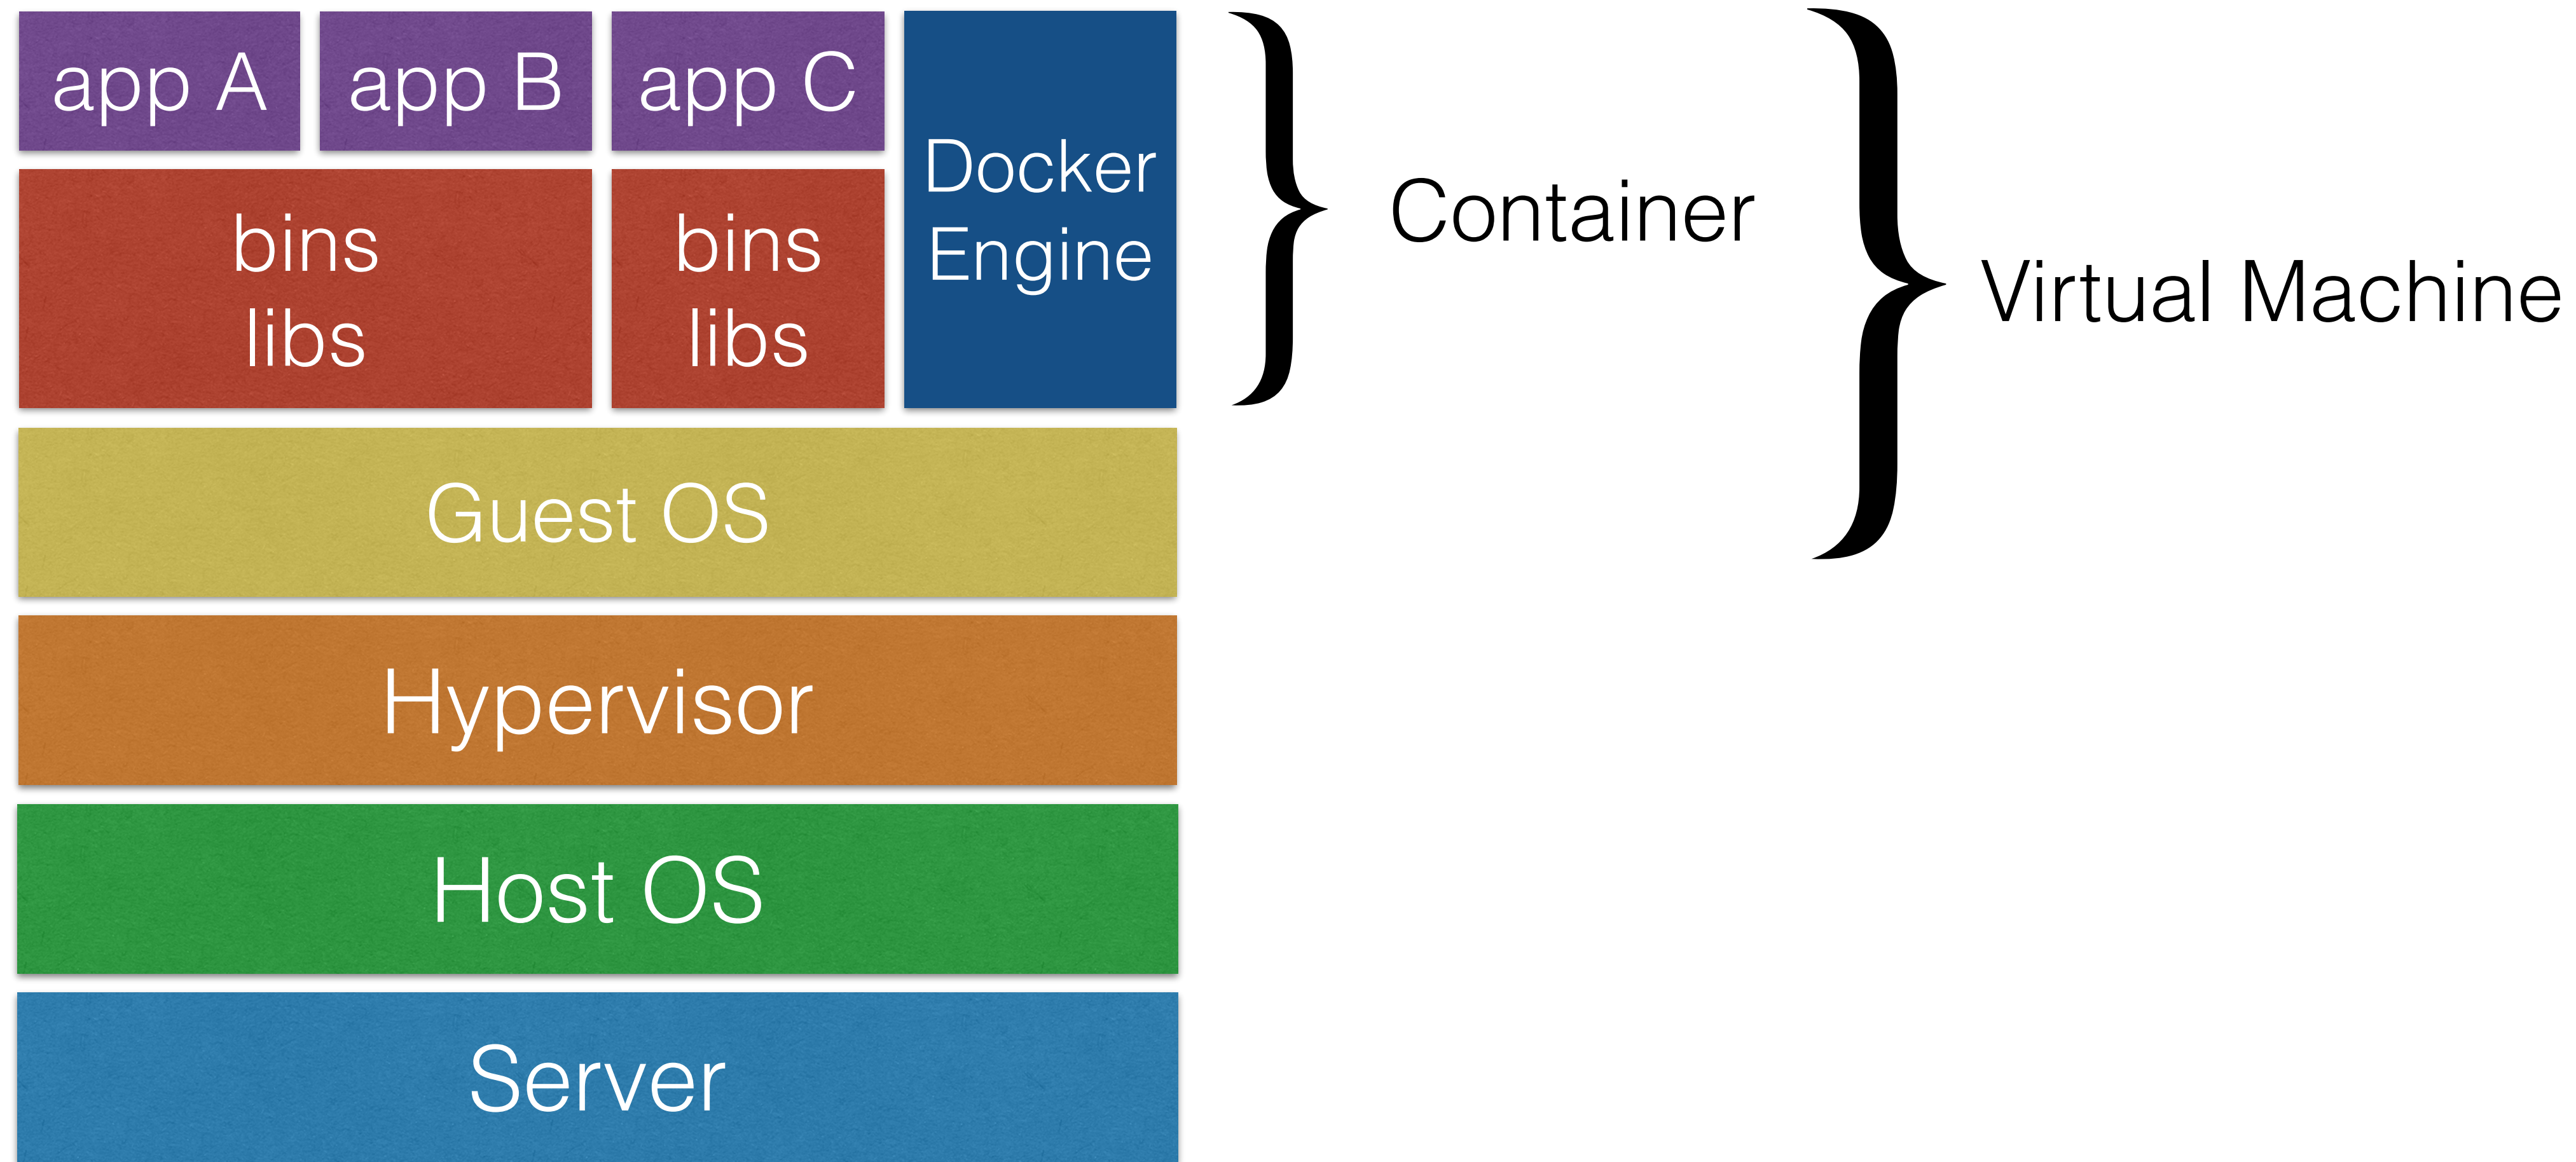 app A
app B
app C
Docker
Engine
bins
libs
bins
libs
Container
Virtual Machine
Guest OS
Hypervisor
Host OS
Server